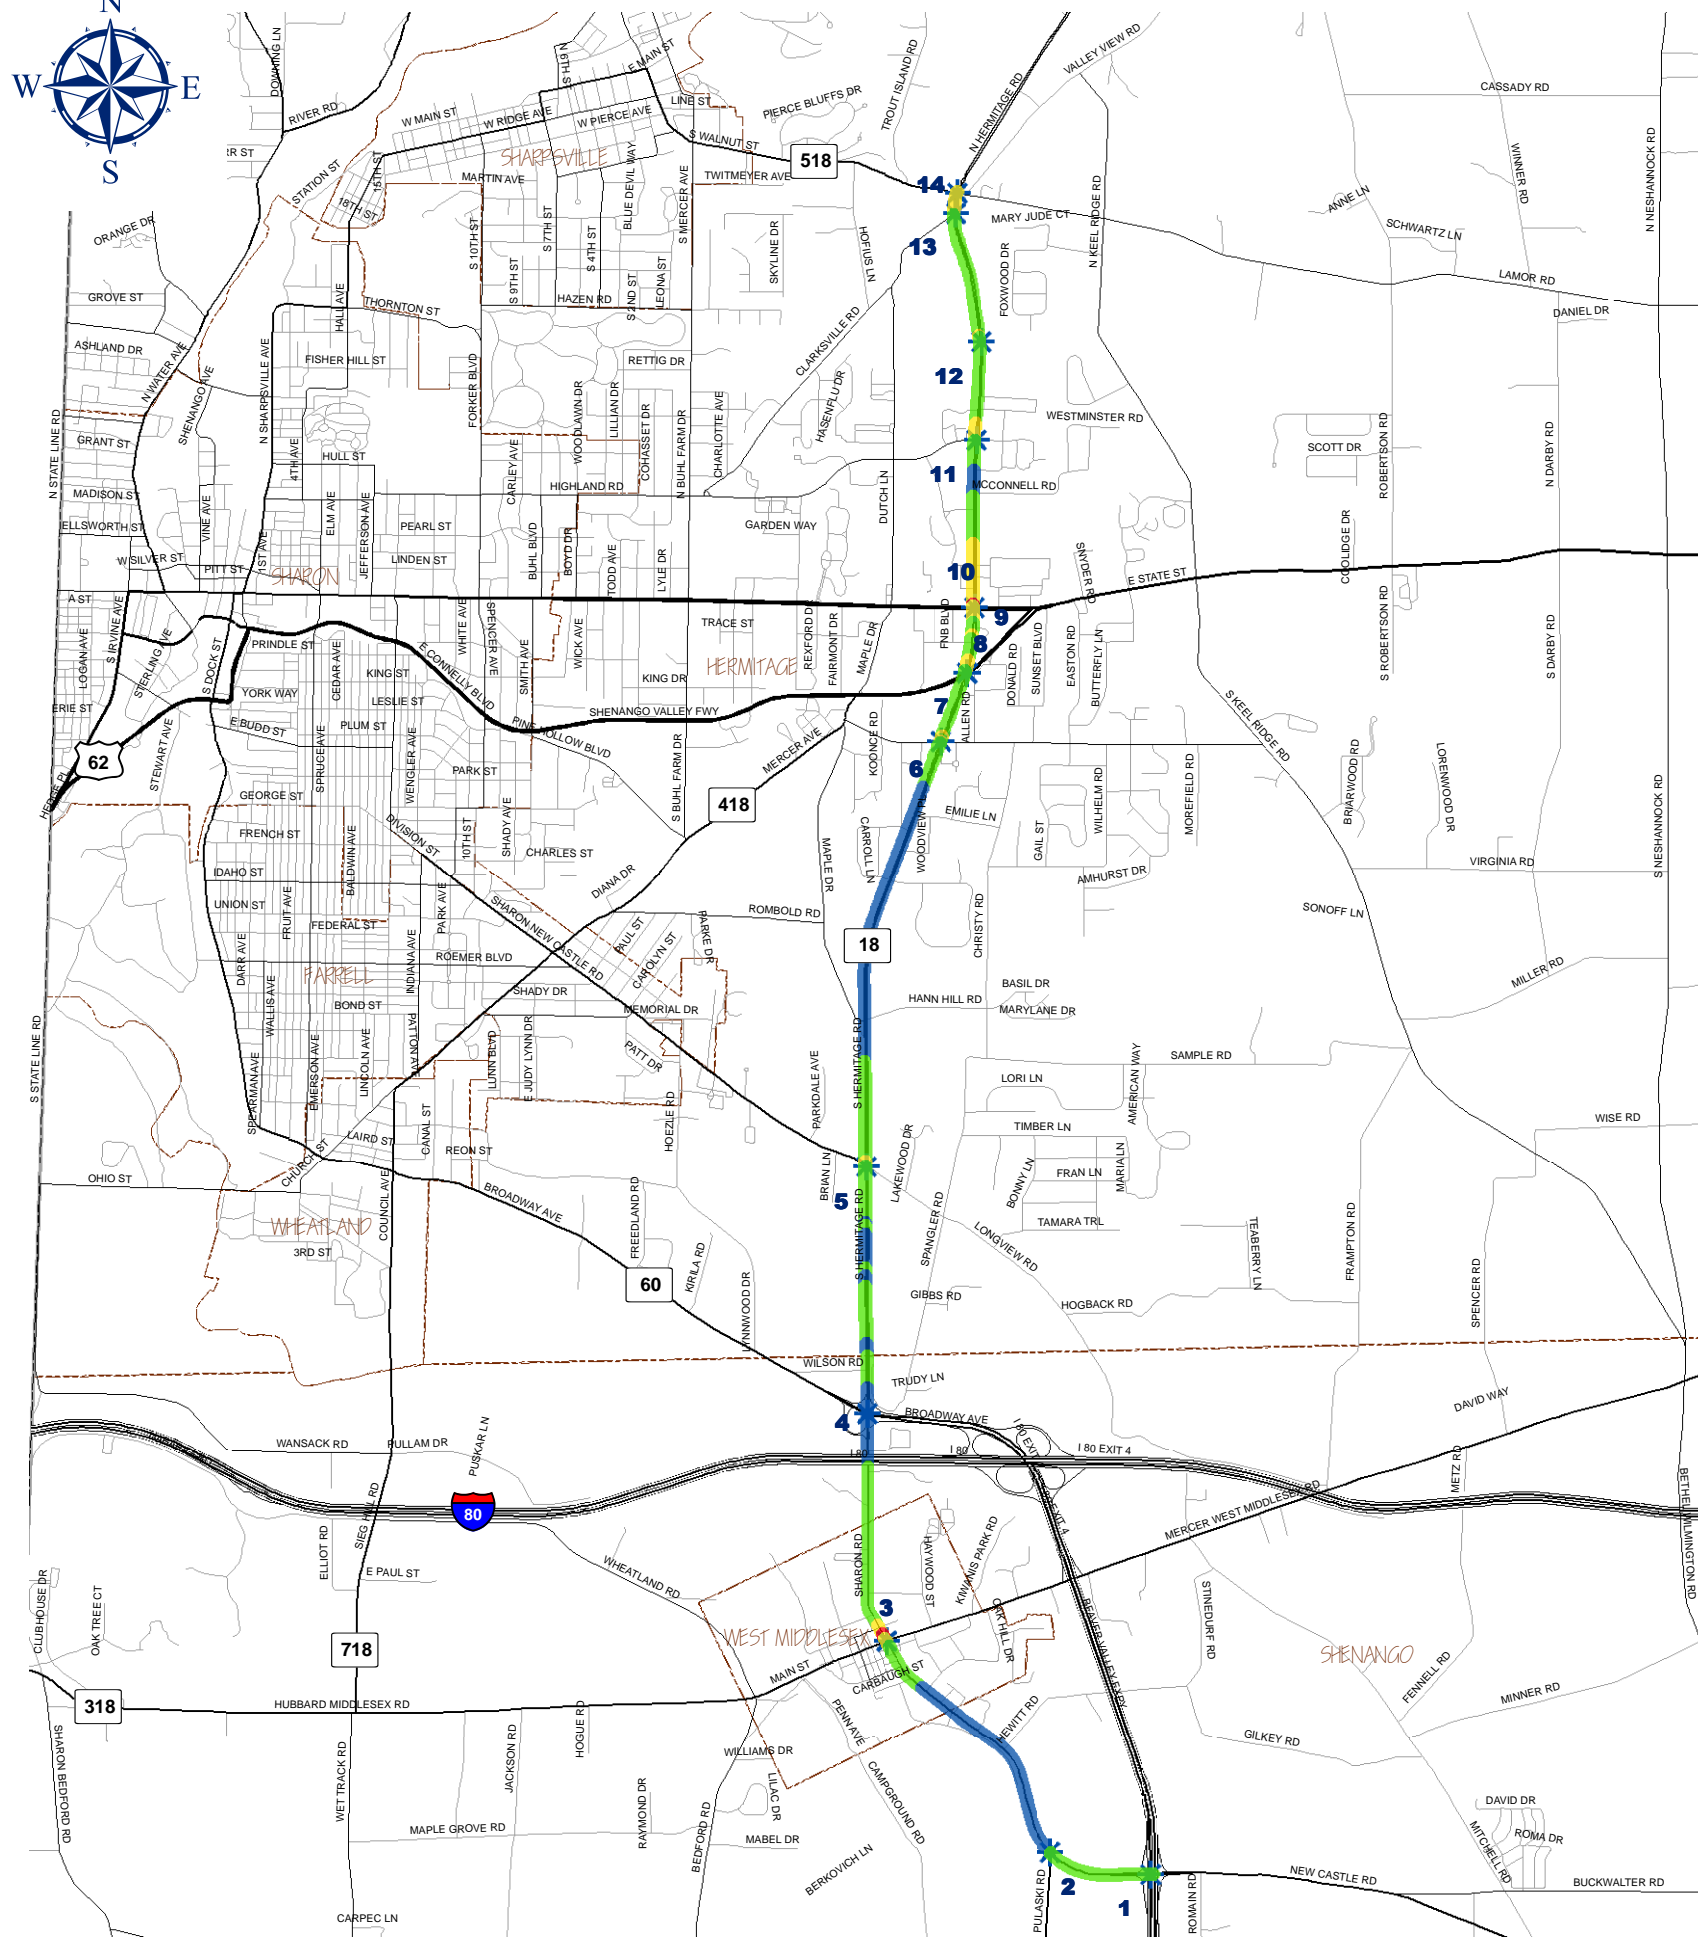 N
W
E
S
DOWNING LN
RIVER RD
RR ST
STATION ST
15TH ST
18TH ST
W MAIN ST
W RIDGE AVE
W PIERCE AVE
N 6TH ST
E MAIN ST
LINE ST
S WALNUT ST
PIERCE BLUFFS DR
TROUT ISLAND RD
N HERMITAGE RD
VALLEY VIEW RD
CASSADY RD
WINNER RD
N NESHANNOCK RD
SHARPSVILLE
518
TWITMEYER AVE
MARTIN AVE
BLUE DEVIL WAY
S MERCER AVE
14
MARY JUDE CT
N KEEL RIDGE RD
ANNE LN
SCHWARTZ LN
ORANGE DR
S 10TH ST
S 7TH ST
S 4TH ST
SKYLINE DR
HOFIUS LN
13
FOXWOOD DR
LAMOR RD
DANIEL DR
GROVE ST
HALL AVE
THORNTON ST
S 9TH ST
HAZEN RD
S 2ND ST
LEONA ST
CLARKSVILLE RD
ASHLAND DR
N WATER AVE
SHENANGO AVE
N SHARPSVILLE AVE
FISHER HILL ST
FORKER BLVD
RETTIG DR
12
N STATE LINE RD
GRANT ST
4TH AVE
HULL ST
CARLEY AVE
WOODLAWN DR
LILLIAN DR
COHASSET DR
N BUHL FARM DR
CHARLOTTE AVE
HASENFLU DR
WESTMINSTER RD
SCOTT DR
ROBERTSON RD
N DARBY RD
MADISON ST
HIGHLAND RD
DUTCH LN
11
MCCONNELL RD
ELLSWORTH ST
VINE AVE
ELM AVE
JEFFERSON AVE
PEARL ST
GARDEN WAY
COOLIDGE DR
W SILVER ST
PITT ST
1ST AVE
LINDEN ST
BUHL BLVD
BOYD DR
TODD AVE
LYLE DR
10
SNYDER RD
E STATE ST
SHARON
A ST
S IRVINE AVE
LOGAN AVE
STERLING AVE
S DOCK ST
PRINDLE ST
CEDAR AVE
WHITE AVE
SPENCER AVE
SMITH AVE
WICK AVE
TRACE ST
REXFORD DR
FAIRMONT DR
MAPLE DR
FNB BLVD
9
8
DONALD RD
SUNSET BLVD
EASTON RD
BUTTERFLY LN
S ROBERTSON RD
S DARBY RD
HERMITAGE
E CONNELLY BLVD
KING ST
KING DR
YORK WAY
LESLIE ST
ERIE ST
E BUDD ST
PLUM ST
SHENANGO VALLEY FWY
PINE HOLLOW BLVD
7
ALLEN RD
S KEEL RIDGE RD
62
HEDGE PL
STEWART AVE
SPRUCE AVE
WENGLER AVE
PARK ST
MERCER AVE
KOONCE RD
6
BRIARWOOD RD
LORENWOOD DR
S NESHANNOCK RD
GEORGE ST
418
S BUHL FARM DR
EMILIE LN
WILHELM RD
MOREFIELD RD
FRENCH ST
DIVISION ST
10TH ST
SHADY AVE
CHARLES ST
CARROLL LN
WOODVIEW PL
GAIL ST
IDAHO ST
BALDWIN AVE
DIANA DR
MAPLE DR
AMHURST DR
VIRGINIA RD
UNION ST
FRUIT AVE
FEDERAL ST
PARK AVE
SHARON NEW CASTLE RD
PAUL ST
CAROLYN ST
PARKE DR
ROMBOLD RD
CHRISTY RD
SONOFF LN
18
DARR AVE
INDIANA AVE
ROEMER BLVD
FARRELL
WALLIS AVE
BOND ST
SHADY DR
MEMORIAL DR
HANN HILL RD
BASIL DR
MARYLANE DR
MILLER RD
S STATE LINE RD
SPEARMAN AVE
EMERSON AVE
LINCOLN AVE
PATTON AVE
LUNN BLVD
E JUDY LYNN DR
PATT DR
HOEZLE RD
PARKDALE AVE
S HERMITAGE RD
SAMPLE RD
LORI LN
AMERICAN WAY
WISE RD
LAIRD ST
CANAL ST
REON ST
TIMBER LN
CHURCH ST
OHIO ST
COUNCIL AVE
BROADWAY AVE
FREEDLAND RD
BRIAN LN
LAKEWOOD DR
5
BONNY LN
FRAN LN
MARIA LN
WHEATLAND
3RD ST
KIRILA RD
LYNNWOOD DR
S HERMITAGE RD
SPANGLER RD
LONGVIEW RD
TAMARA TRL
TEABERRY LN
FRAMPTON RD
SPENCER RD
60
GIBBS RD
HOGBACK RD
WILSON RD
TRUDY LN
4
BROADWAY AVE
DAVID WAY
WANSACK RD
PULLAM DR
PUSKAR LN
I 80
I 80
I 80 EXIT 4
I 80 EXIT 4
METZ RD
BETHEL WILMINGTON RD
80
SIEG HILL RD
ELLIOT RD
E PAUL ST
WHEATLAND RD
SHARON RD
HAYWOOD ST
KIWANIS PARK RD
MERCER WEST MIDDLESEX RD
CLUBHOUSE DR
OAK TREE CT
3
OAK HILL DR
BEAVER VALLEY EXPY
STINEDURF RD
718
WEST MIDDLESEX
SHENANGO
MAIN ST
CARBAUGH ST
FENNELL RD
318
HUBBARD MIDDLESEX RD
HOGUE RD
PENN AVE
HEWITT RD
MINNER RD
GILKEY RD
SHARON BEDFORD RD
WET TRACK RD
JACKSON RD
WILLIAMS DR
LILAC DR
CAMPGROUND RD
RAYMOND DR
MAPLE GROVE RD
BEDFORD RD
MABEL DR
BERKOVICH LN
DAVID DR
ROMA DR
MITCHELL RD
CARPEC LN
PULASKI RD
2
1
ROMAIN RD
NEW CASTLE RD
BUCKWALTER RD